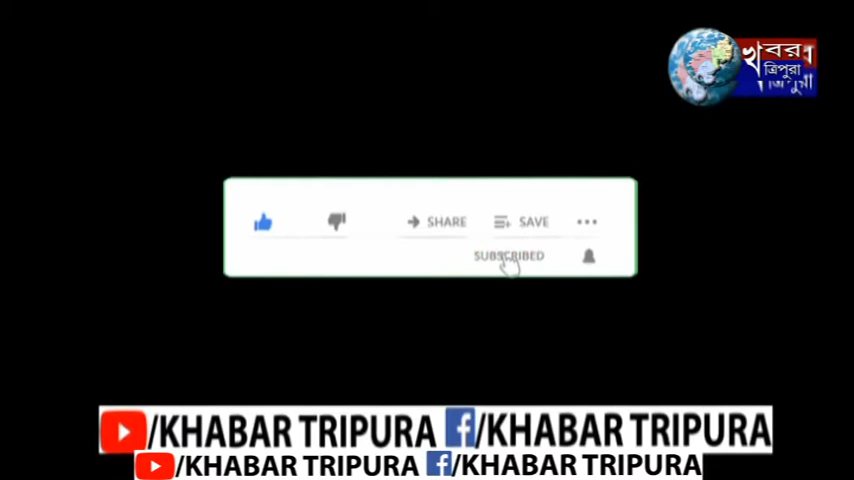 খবর
ত্রিপুরা
SHARE SAVE
SUBSCRIBED
/KHABAR TRIPURA /KHABAR TRIPURA
/KHABAR TRIPURA /KHABAR TRIPURA